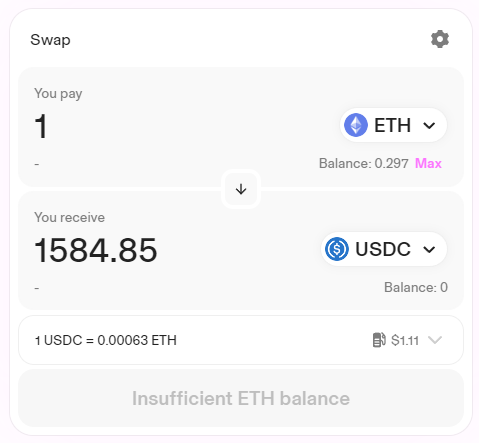 Swap
You pay
1 ETH
- Balance: 0.297 Max
You receive
1584.85 USDC
- Balance: 0
1 USDC = 0.00063 ETH $1.11
Insufficient ETH balance